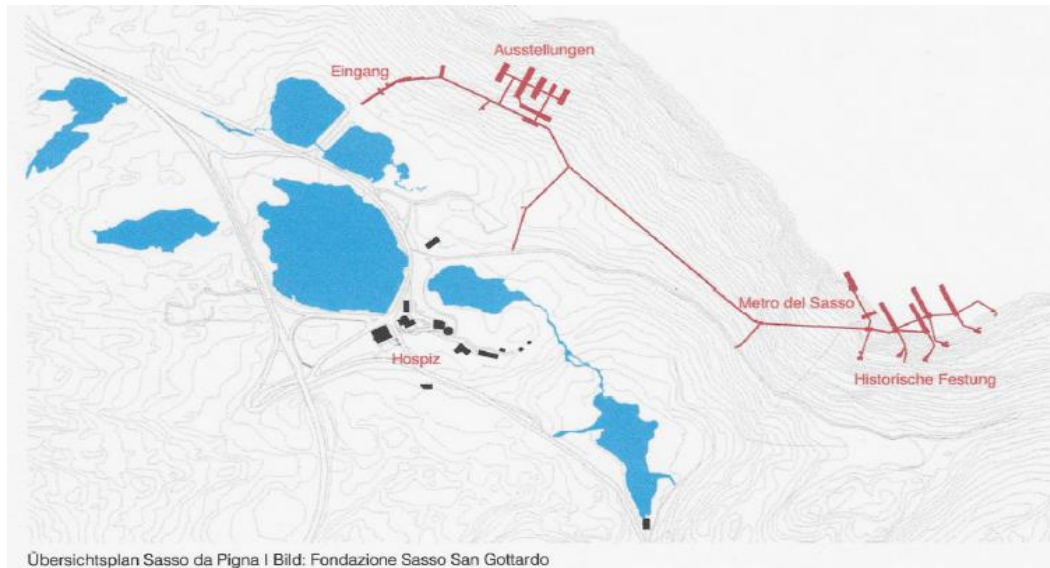 Ausstellungen
Eingang
Metro del Sasso
Hospiz
Historische Festung
Übersichtsplan Sasso da Pigna I Bild: Fondazione Sasso San Gottardo